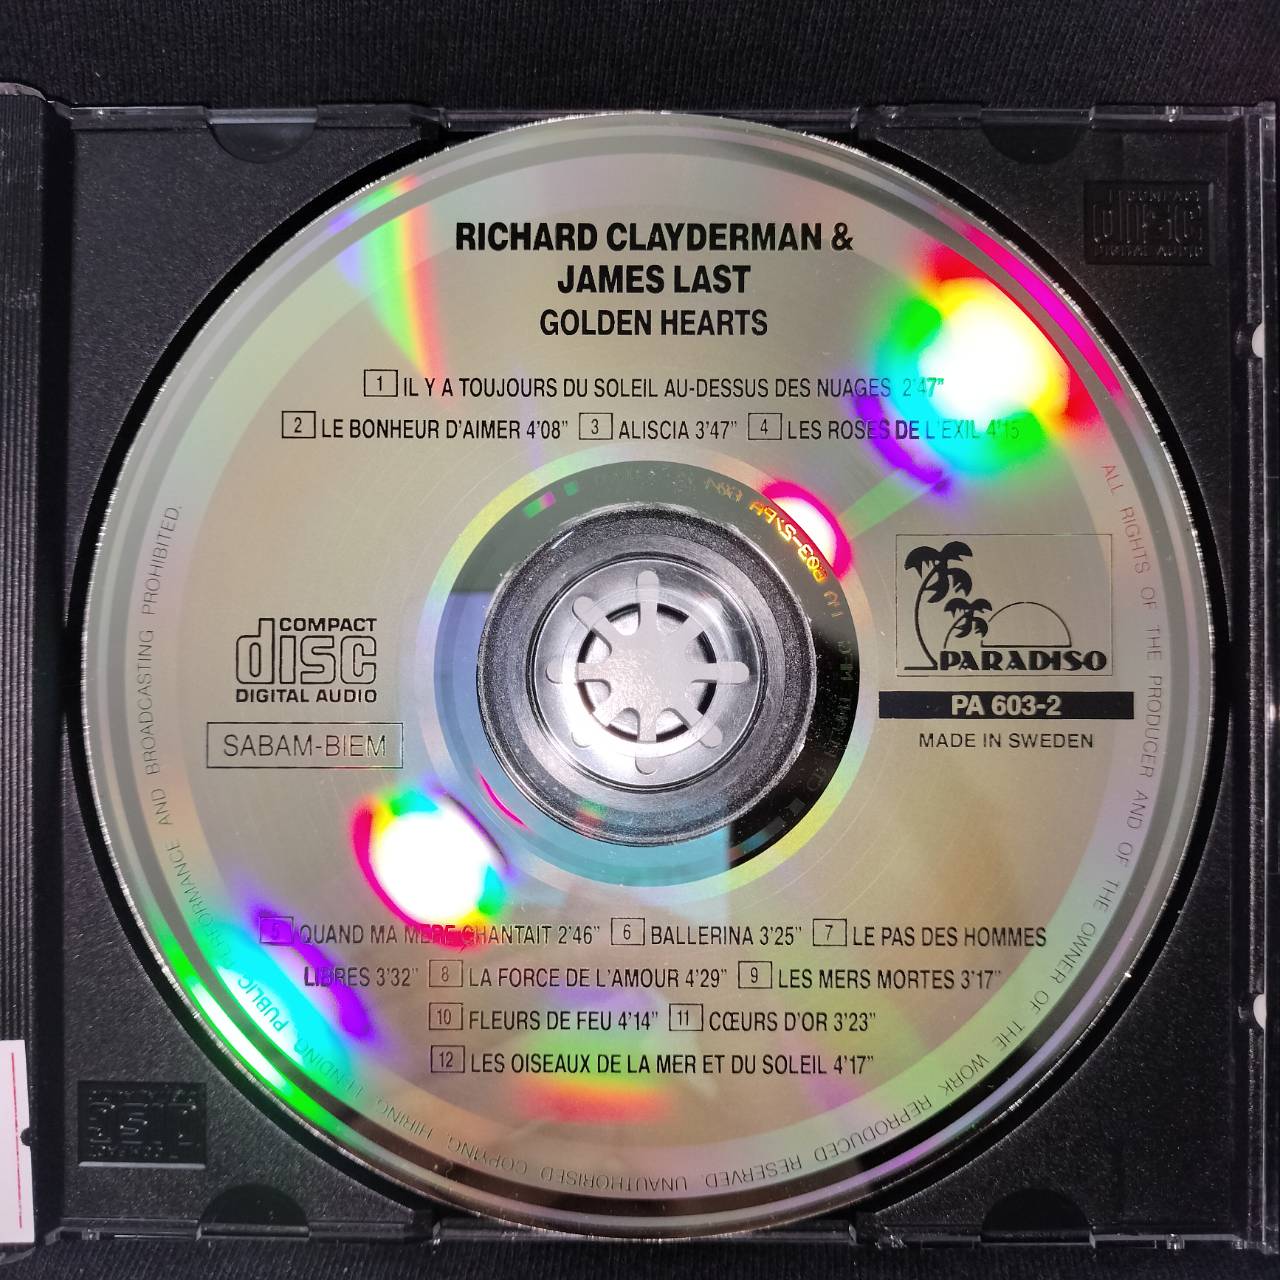 RICHARD CLAYDERMAN &
JAMES LAST
GOLDEN HEARTS
1 IL Y A TOUJOURS DU SOLEIL AU-DESSUS DES NUAGES 2'47"
2 LE BONHEUR D'AIMER 4'08" 3 ALISCIA 3'47" 4 LES ROSES DE L'EXIL 4'15
COMPACT
disc
DIGITAL AUDIO
SABAM-BIEM
PARADISO
PA 603-2
MADE IN SWEDEN
5 QUAND MA MERE CHANTAIT 2'46" 6 BALLERINA 3'25" 7 LE PAS DES HOMMES
LIBRES 3'32" 8 LA FORCE DE L'AMOUR 4'29" 9 LES MERS MORTES 3'17"
10 FLEURS DE FEU 4'14" 11 CŒURS D'OR 3'23"
12 LES OISEAUX DE LA MER ET DU SOLEIL 4'17"
ALL RIGHTS OF THE PRODUCER AND OF THE OWNER OF THE WORK REPRODUCED RESERVED. UNAUTHORISED COPYING, HIRING, LENDING, PUBLIC PERFORMANCE AND BROADCASTING PROHIBITED.
disc
DIGITAL AUDIO